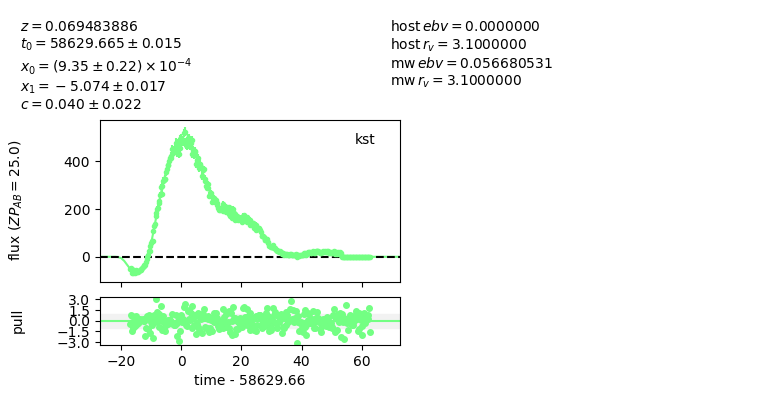 z = 0.069483886
t₀ = 58629.665 ± 0.015
x₀ = (9.35 ± 0.22) × 10⁻⁴
x₁ = −5.074 ± 0.017
c = 0.040 ± 0.022
host ebv = 0.0000000
host r_v = 3.1000000
mw ebv = 0.056680531
mw r_v = 3.1000000
kst
flux (ZP_AB = 25.0)
400
200
0
pull
3.0
1.5
0.0
−1.5
−3.0
−20
0
20
40
60
time - 58629.66